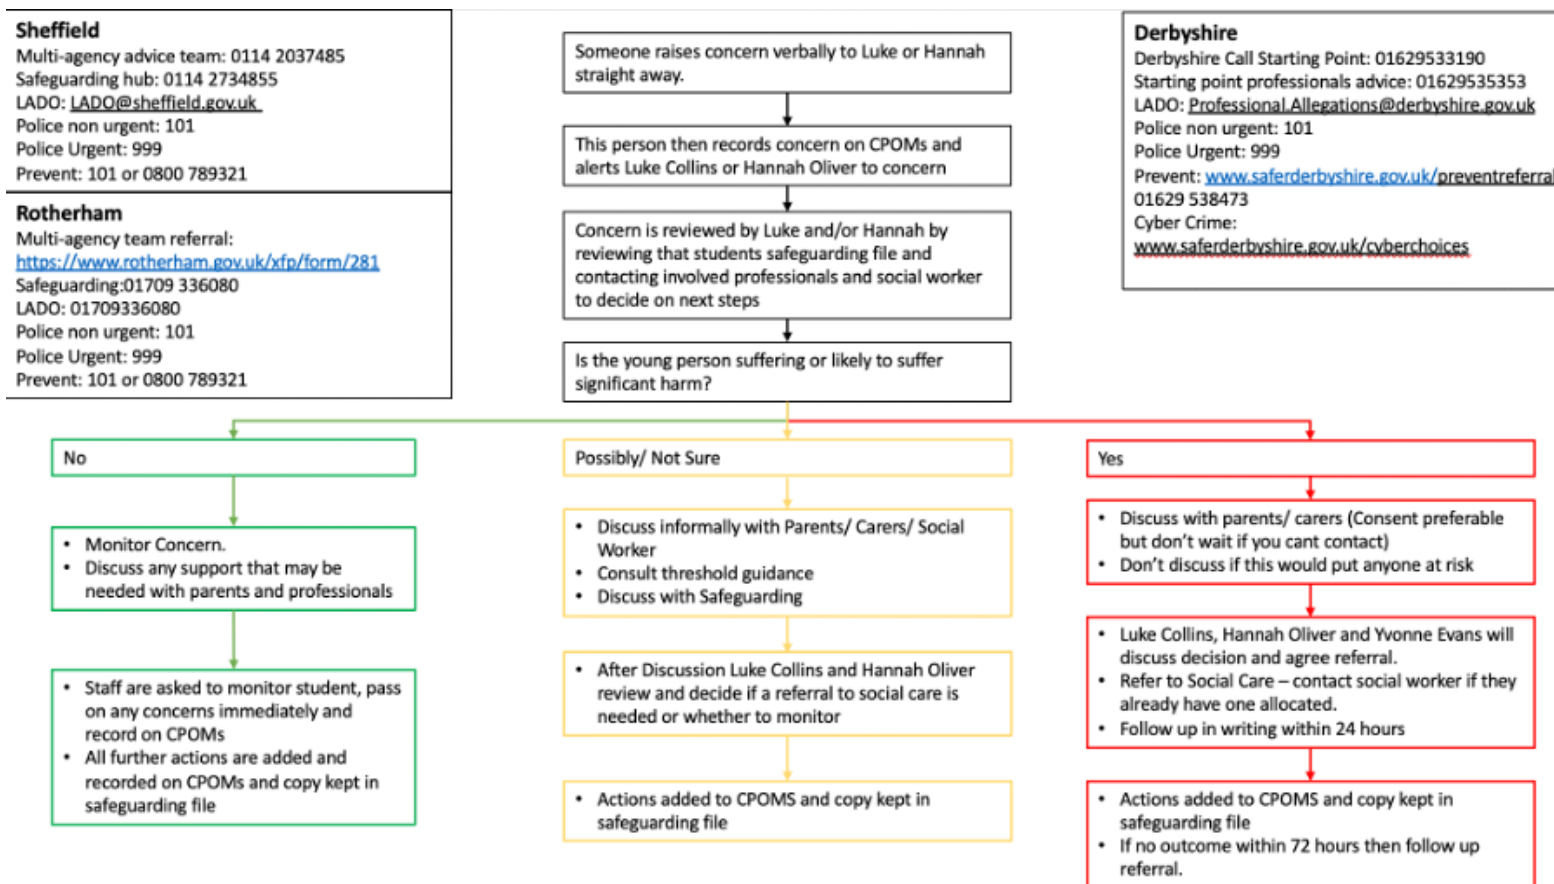 Sheffield
Multi-agency advice team: 0114 2037485
Safeguarding hub: 0114 2734855
LADO: LADO@sheffield.gov.uk
Police non urgent: 101
Police Urgent: 999
Prevent: 101 or 0800 789321
Rotherham
Multi-agency team referral:
https://www.rotherham.gov.uk/xfp/form/281
Safeguarding:01709 336080
LADO: 01709336080
Police non urgent: 101
Police Urgent: 999
Prevent: 101 or 0800 789321
Someone raises concern verbally to Luke or Hannah
straight away.
This person then records concern on CPOMs and
alerts Luke Collins or Hannah Oliver to concern
Concern is reviewed by Luke and/or Hannah by
reviewing that students safeguarding file and
contacting involved professionals and social worker
to decide on next steps
Is the young person suffering or likely to suffer
significant harm?
Derbyshire
Derbyshire Call Starting Point: 01629533190
Starting point professionals advice: 01629535353
LADO: Professional.Allegations@derbyshire.gov.uk
Police non urgent: 101
Police Urgent: 999
Prevent: www.saferderbyshire.gov.uk/preventreferral
01629 538473
Cyber Crime:
www.saferderbyshire.gov.uk/cyberchoices
No
• Monitor Concern.
• Discuss any support that may be
needed with parents and professionals
• Staff are asked to monitor student, pass
on any concerns immediately and
record on CPOMs
• All further actions are added and
recorded on CPOMs and copy kept in
safeguarding file
Possibly/ Not Sure
• Discuss informally with Parents/ Carers/ Social
Worker
• Consult threshold guidance
• Discuss with Safeguarding
• After Discussion Luke Collins and Hannah Oliver
review and decide if a referral to social care is
needed or whether to monitor
• Actions added to CPOMS and copy kept in
safeguarding file
Yes
• Discuss with parents/ carers (Consent preferable
but don't wait if you cant contact)
• Don't discuss if this would put anyone at risk
• Luke Collins, Hannah Oliver and Yvonne Evans will
discuss decision and agree referral.
• Refer to Social Care – contact social worker if they
already have one allocated.
• Follow up in writing within 24 hours
• Actions added to CPOMS and copy kept in
safeguarding file
• If no outcome within 72 hours then follow up
referral.